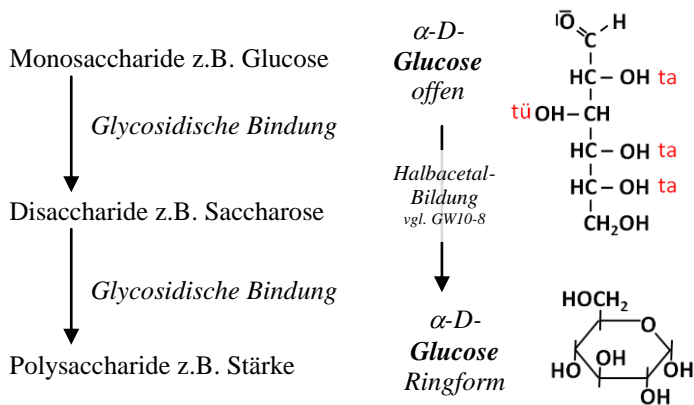 Monosaccharide z.B. Glucose
Glycosidische Bindung
Disaccharide z.B. Saccharose
Glycosidische Bindung
Polysaccharide z.B. Stärke
α-D-
Glucose
offen
Halbacetal-
Bildung
vgl. GW10-8
α-D-
Glucose
Ringform
O H
C
HC OH ta
tü OH CH
HC OH ta
HC OH ta
CH₂OH
HOCH₂
O
OH
HO OH
OH